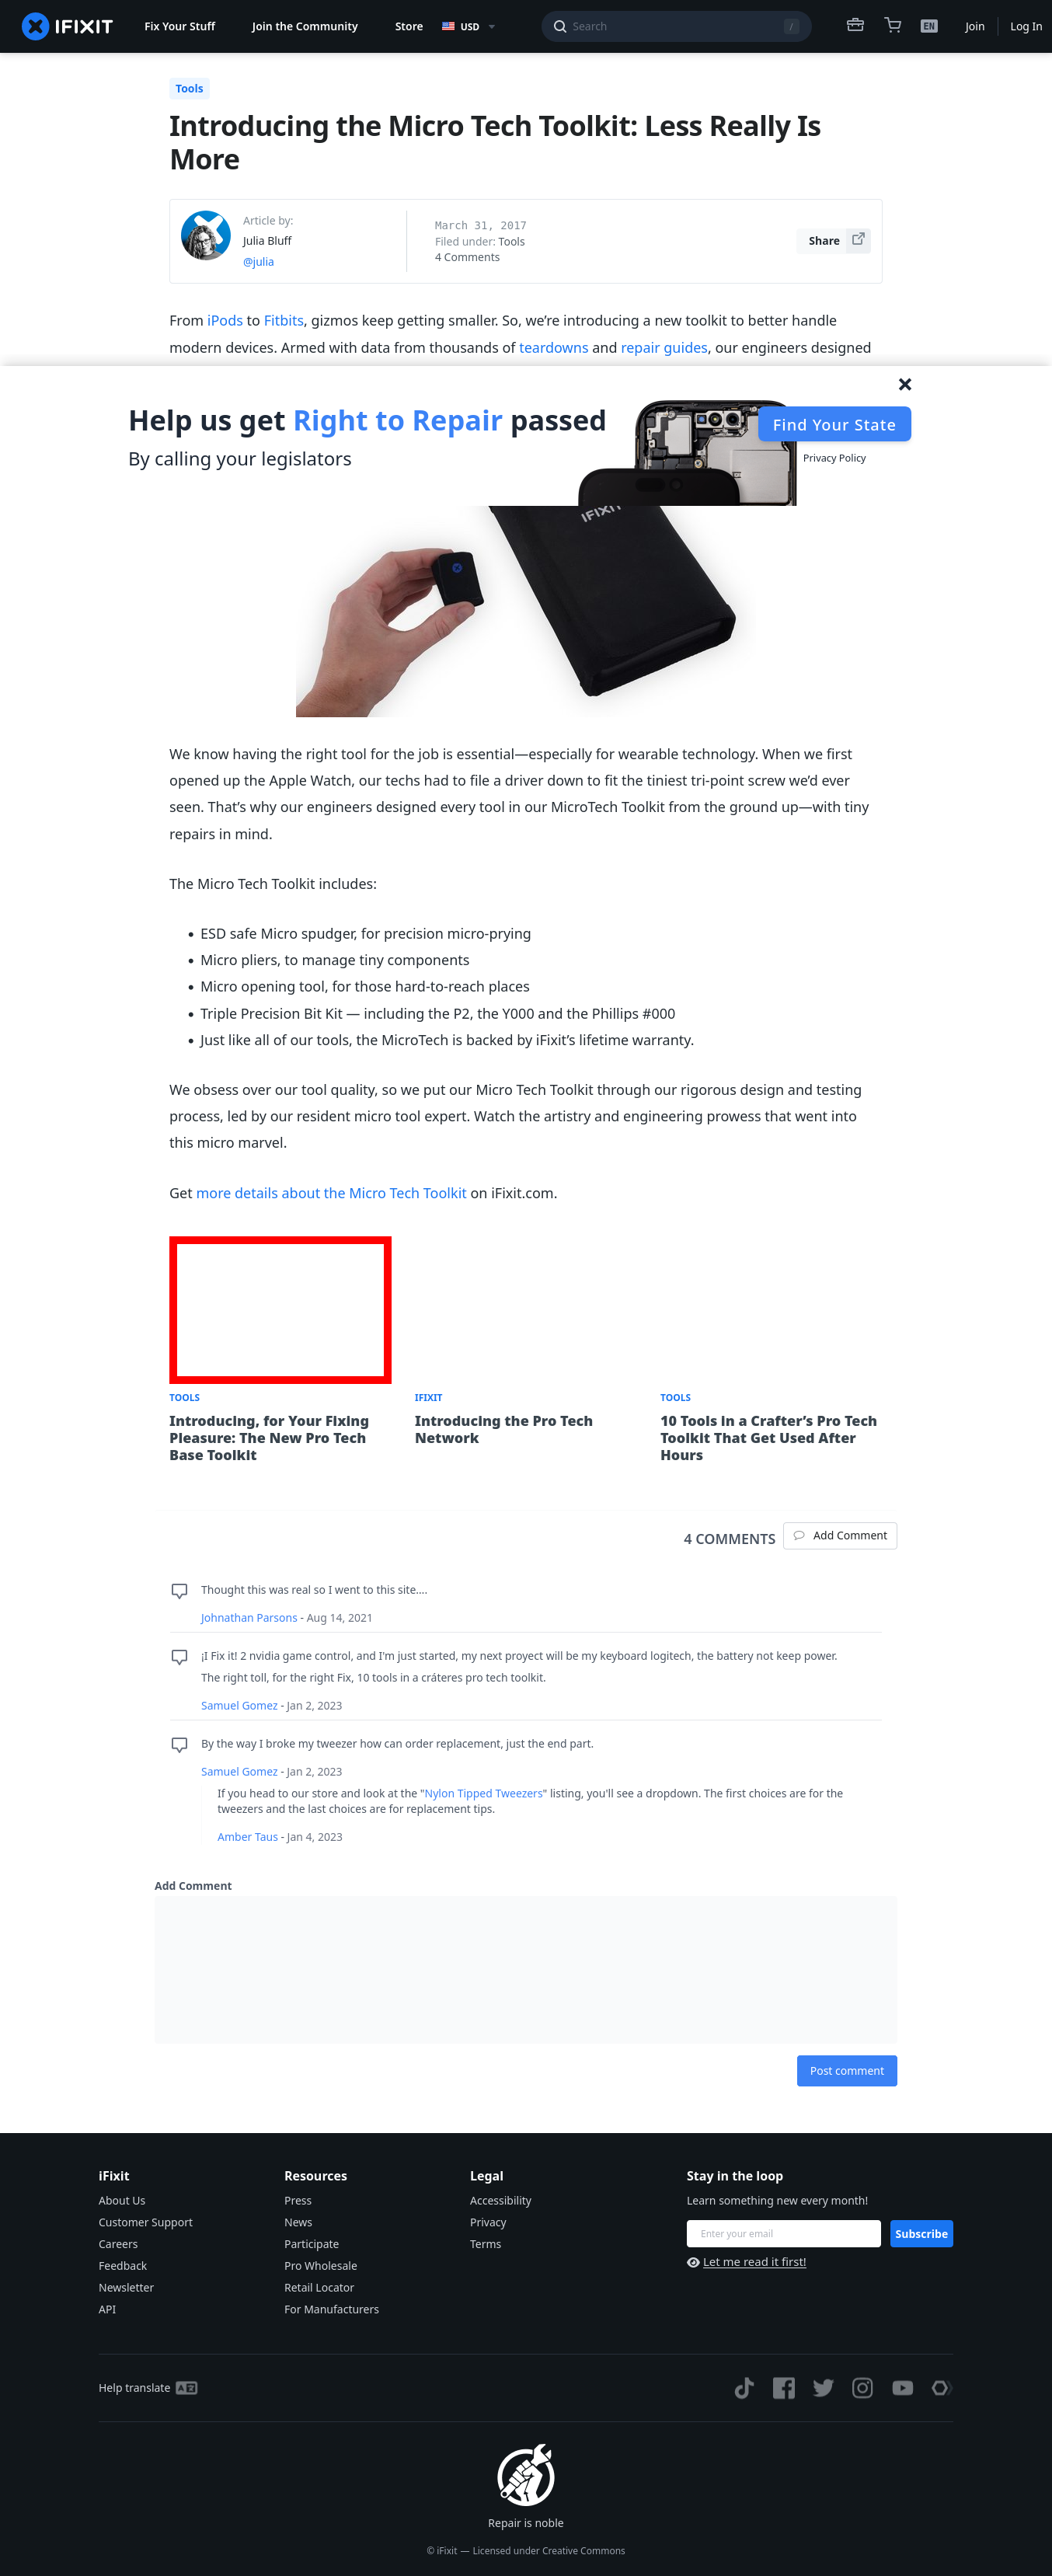 IFIXIT
Fix Your Stuff
Join the Community
Store
USD
Search
/
EN
Join
Log In
Tools
Introducing the Micro Tech Toolkit: Less Really Is
More
Article by:
Julia Bluff
@julia
March 31, 2017
Filed under: Tools
4 Comments
Share
From iPods to Fitbits, gizmos keep getting smaller. So, we’re introducing a new toolkit to better handle
modern devices. Armed with data from thousands of teardowns and repair guides, our engineers designed
Help us get Right to Repair passed
By calling your legislators
Find Your State
Privacy Policy
IFIXIT
We know having the right tool for the job is essential—especially for wearable technology. When we first
opened up the Apple Watch, our techs had to file a driver down to fit the tiniest tri-point screw we’d ever
seen. That’s why our engineers designed every tool in our MicroTech Toolkit from the ground up—with tiny
repairs in mind.
The Micro Tech Toolkit includes:
• ESD safe Micro spudger, for precision micro-prying
• Micro pliers, to manage tiny components
• Micro opening tool, for those hard-to-reach places
• Triple Precision Bit Kit — including the P2, the Y000 and the Phillips #000
• Just like all of our tools, the MicroTech is backed by iFixit’s lifetime warranty.
We obsess over our tool quality, so we put our Micro Tech Toolkit through our rigorous design and testing
process, led by our resident micro tool expert. Watch the artistry and engineering prowess that went into
this micro marvel.
Get more details about the Micro Tech Toolkit on iFixit.com.
TOOLS
Introducing, for Your Fixing
Pleasure: The New Pro Tech
Base Toolkit
IFIXIT
Introducing the Pro Tech
Network
TOOLS
10 Tools in a Crafter’s Pro Tech
Toolkit That Get Used After
Hours
4 COMMENTS
Add Comment
Thought this was real so I went to this site....
Johnathan Parsons - Aug 14, 2021
¡I Fix it! 2 nvidia game control, and I'm just started, my next proyect will be my keyboard logitech, the battery not keep power.
The right toll, for the right Fix, 10 tools in a cráteres pro tech toolkit.
Samuel Gomez - Jan 2, 2023
By the way I broke my tweezer how can order replacement, just the end part.
Samuel Gomez - Jan 2, 2023
If you head to our store and look at the "Nylon Tipped Tweezers" listing, you'll see a dropdown. The first choices are for the
tweezers and the last choices are for replacement tips.
Amber Taus - Jan 4, 2023
Add Comment
Post comment
iFixit
About Us
Customer Support
Careers
Feedback
Newsletter
API
Resources
Press
News
Participate
Pro Wholesale
Retail Locator
For Manufacturers
Legal
Accessibility
Privacy
Terms
Stay in the loop
Learn something new every month!
Enter your email
Subscribe
Let me read it first!
Help translate
Repair is noble
© iFixit — Licensed under Creative Commons